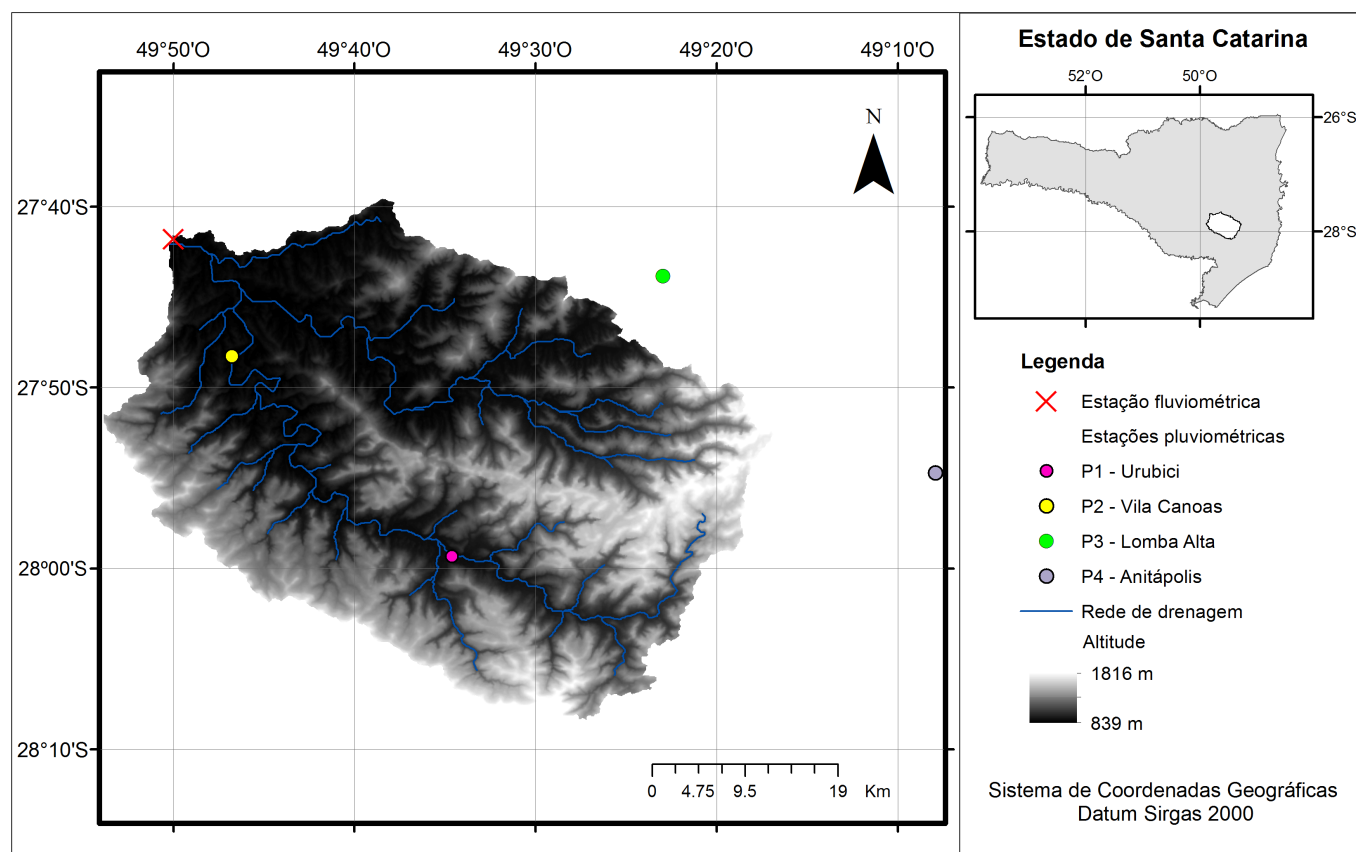 49°50'O
49°40'O
49°30'O
49°20'O
49°10'O
27°40'S
27°50'S
28°00'S
28°10'S
N
0
4.75
9.5
19
Km
Estado de Santa Catarina
52°O
50°O
26°S
28°S
Legenda
Estação fluviométrica
Estações pluviométricas
P1 - Urubici
P2 - Vila Canoas
P3 - Lomba Alta
P4 - Anitápolis
Rede de drenagem
Altitude
1816 m
839 m
Sistema de Coordenadas Geográficas
Datum Sirgas 2000